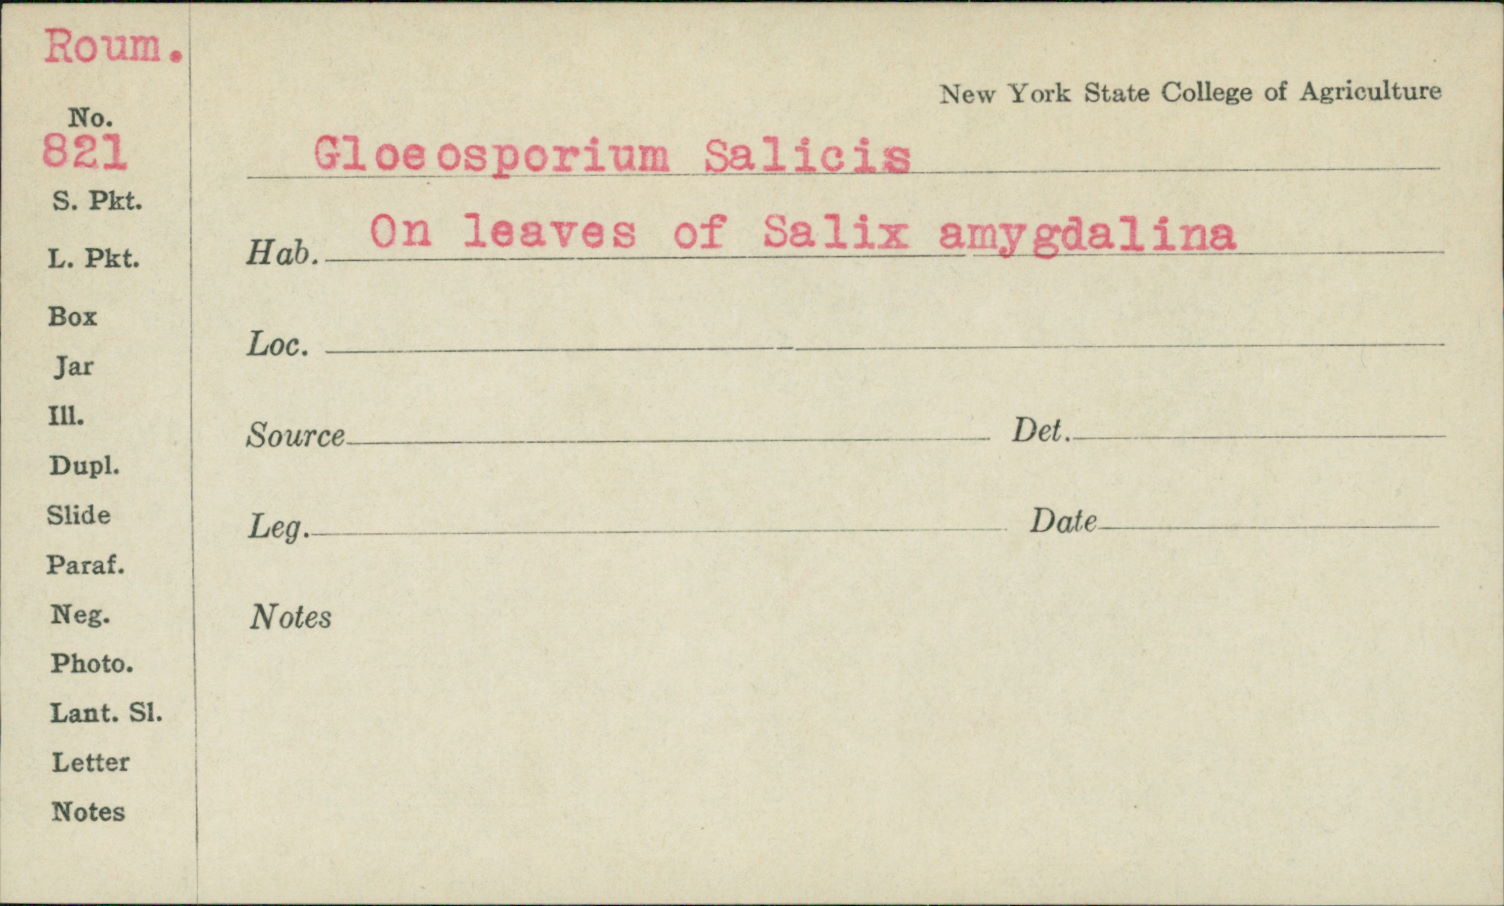 Roum.
New York State College of Agriculture
No.
821
Gloeosporium Salicis
S. Pkt.
Hab. On leaves of Salix amygdalina
L. Pkt.
Box
Loc.
Jar
Ill.
Source Det.
Dupl.
Slide
Leg. Date
Paraf.
Neg.
Notes
Photo.
Lant. Sl.
Letter
Notes